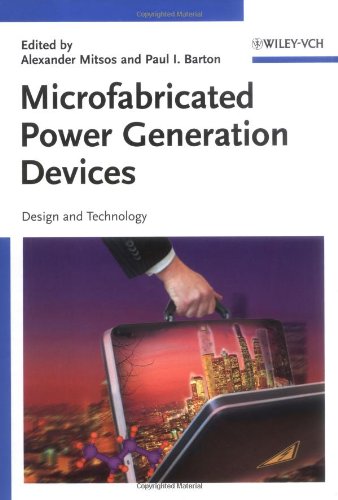 Edited by
Alexander Mitsos and Paul I. Barton
WILEY-VCH
Microfabricated
Power Generation
Devices
Design and Technology